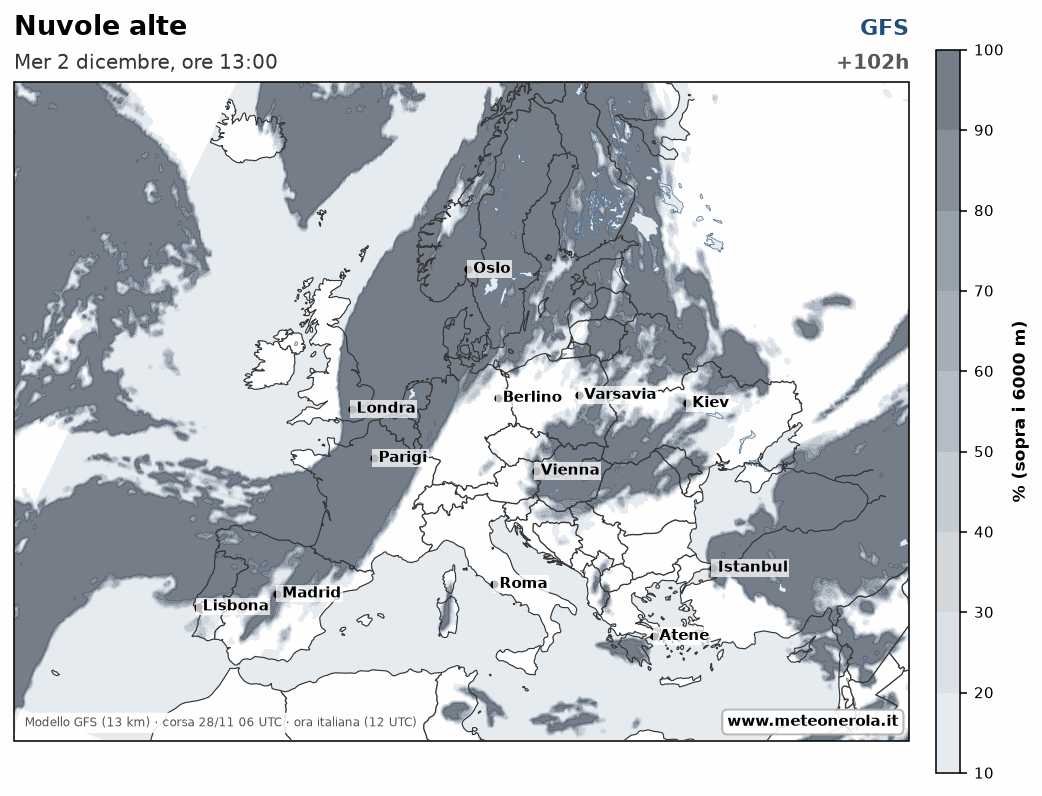 Nuvole alte
GFS
Mer 2 dicembre, ore 13:00
+102h
100
90
80
70
60
50
40
30
20
10
% (sopra i 6000 m)
Oslo
Berlino
Varsavia
Kiev
Londra
Parigi
Vienna
Istanbul
Roma
Madrid
Lisbona
Atene
Modello GFS (13 km) · corsa 28/11 06 UTC · ora italiana (12 UTC)
www.meteonerola.it